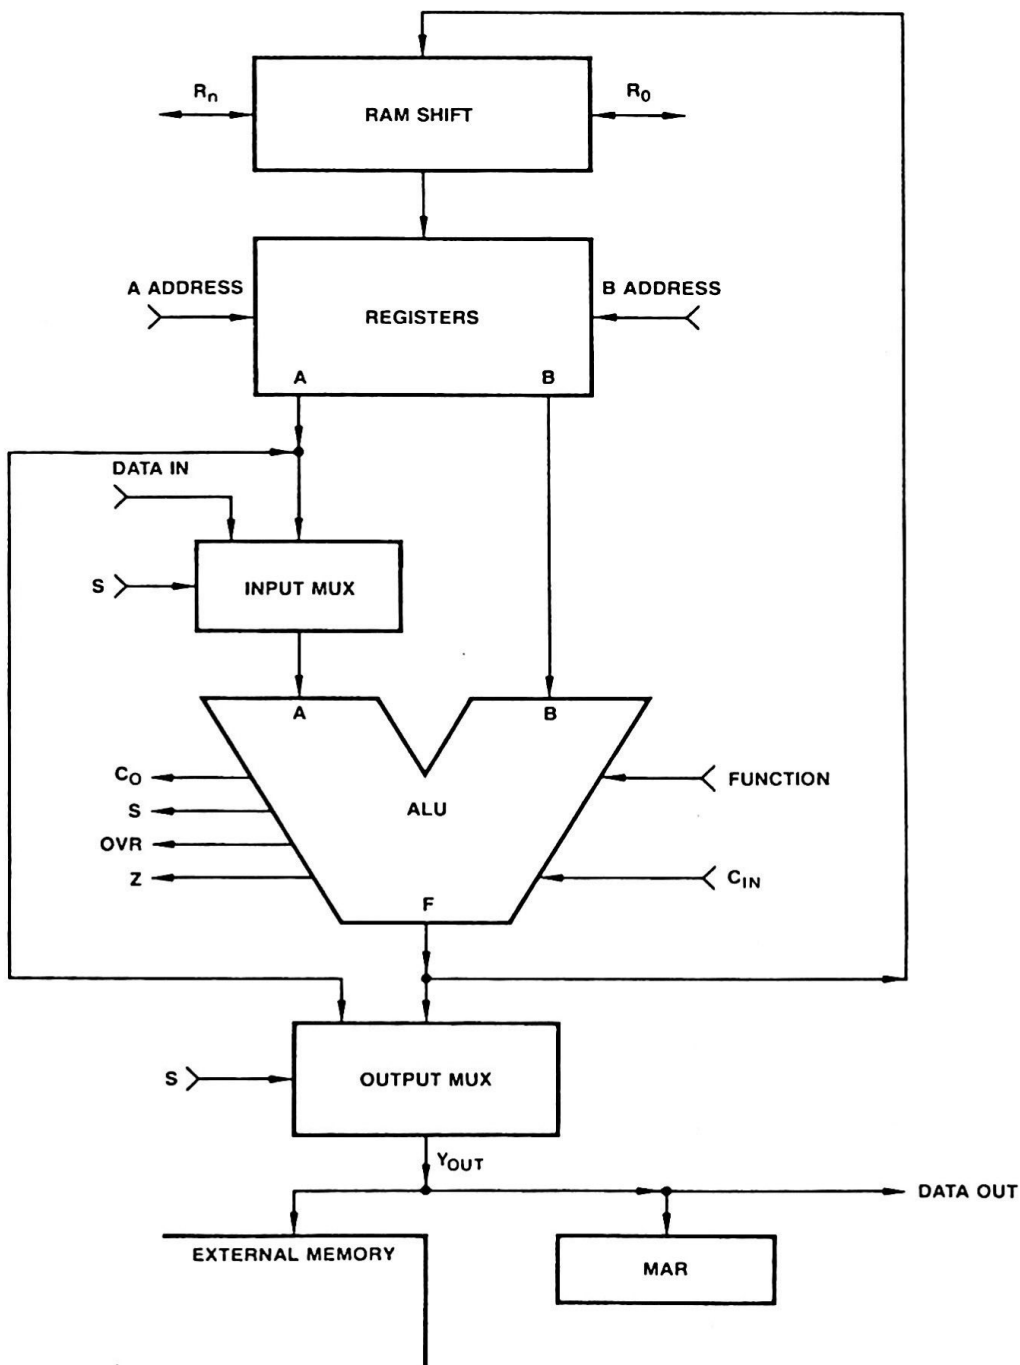 Rn
RAM SHIFT
R0
A ADDRESS
B ADDRESS
REGISTERS
A
B
DATA IN
S
INPUT MUX
A
B
CO
S
OVR
Z
ALU
FUNCTION
CIN
F
S
OUTPUT MUX
YOUT
DATA OUT
EXTERNAL MEMORY
MAR